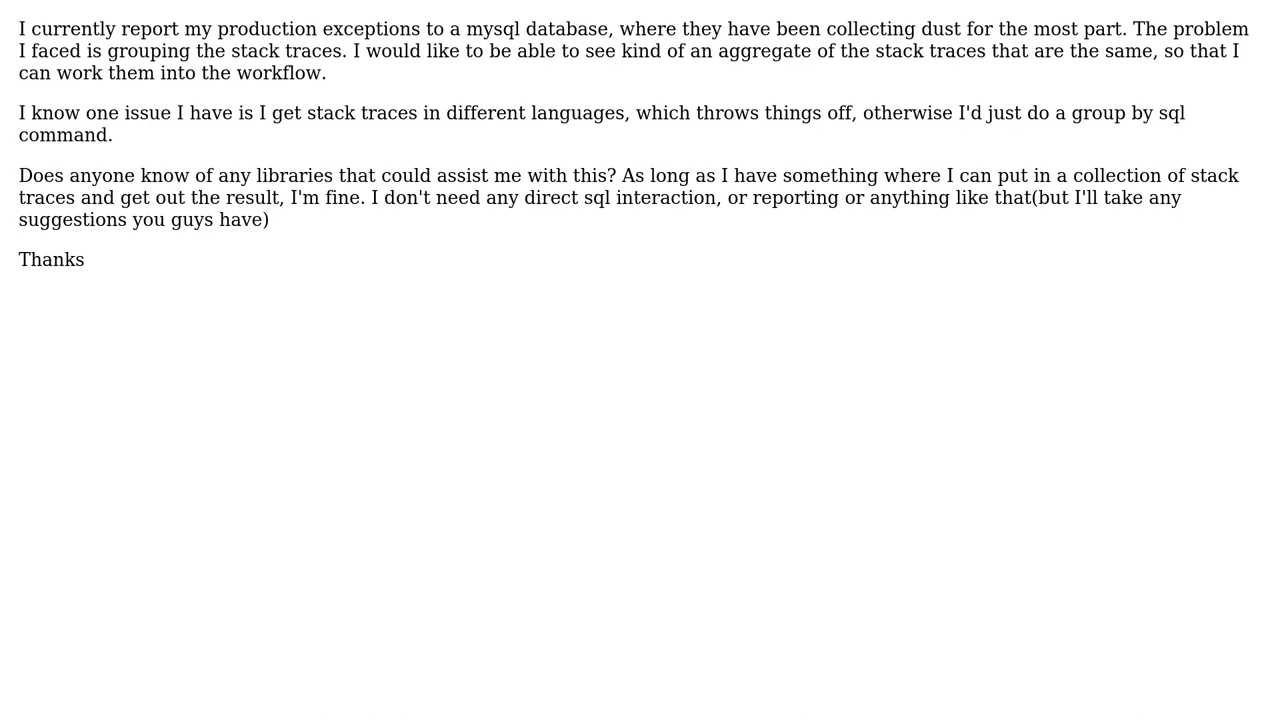 I currently report my production exceptions to a mysql database, where they have been collecting dust for the most part. The problem
I faced is grouping the stack traces. I would like to be able to see kind of an aggregate of the stack traces that are the same, so that I
can work them into the workflow.
I know one issue I have is I get stack traces in different languages, which throws things off, otherwise I'd just do a group by sql
command.
Does anyone know of any libraries that could assist me with this? As long as I have something where I can put in a collection of stack
traces and get out the result, I'm fine. I don't need any direct sql interaction, or reporting or anything like that(but I'll take any
suggestions you guys have)
Thanks